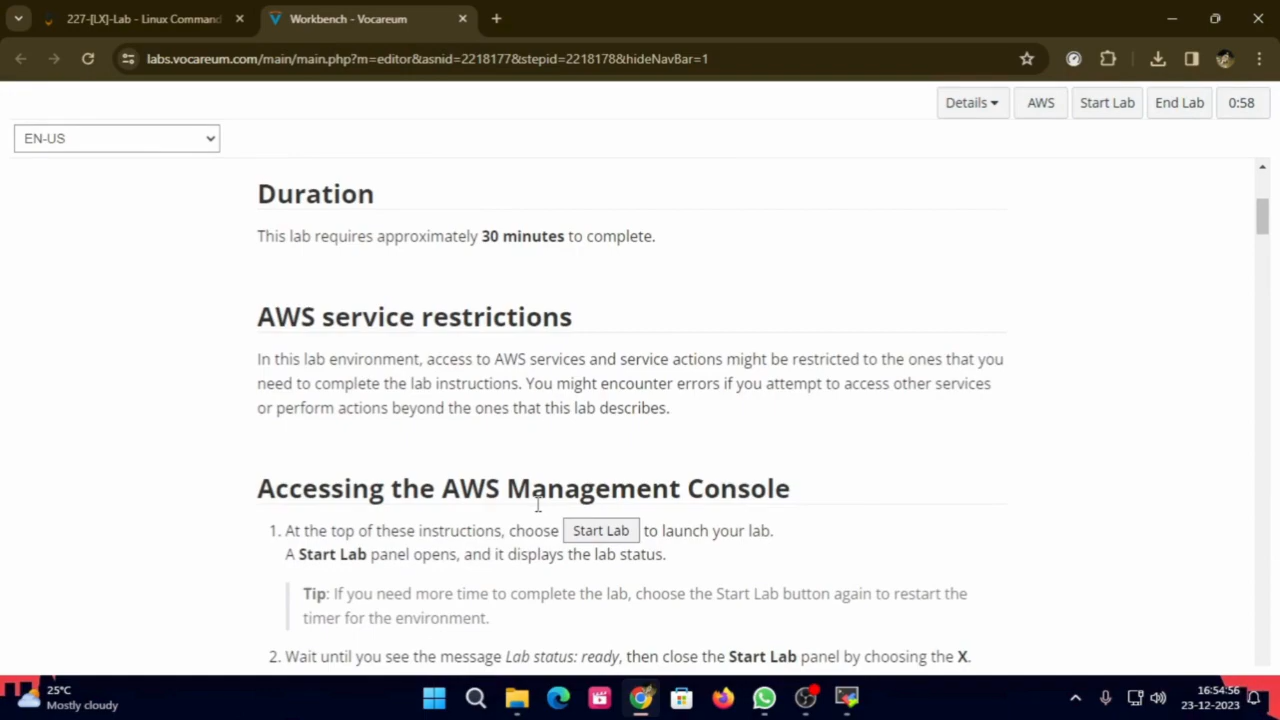 227-[LX]-Lab - Linux Command
Workbench - Vocareum
labs.vocareum.com/main/main.php?m=editor&asnid=2218177&stepid=2218178&hideNavBar=1
Details AWS Start Lab End Lab 0:58
EN-US
Duration
This lab requires approximately 30 minutes to complete.
AWS service restrictions
In this lab environment, access to AWS services and service actions might be restricted to the ones that you
need to complete the lab instructions. You might encounter errors if you attempt to access other services
or perform actions beyond the ones that this lab describes.
Accessing the AWS Management Console
1. At the top of these instructions, choose Start Lab to launch your lab.
A Start Lab panel opens, and it displays the lab status.
Tip: If you need more time to complete the lab, choose the Start Lab button again to restart the
timer for the environment.
2. Wait until you see the message Lab status: ready, then close the Start Lab panel by choosing the X.
25°C
Mostly cloudy
16:54:56
23-12-2023